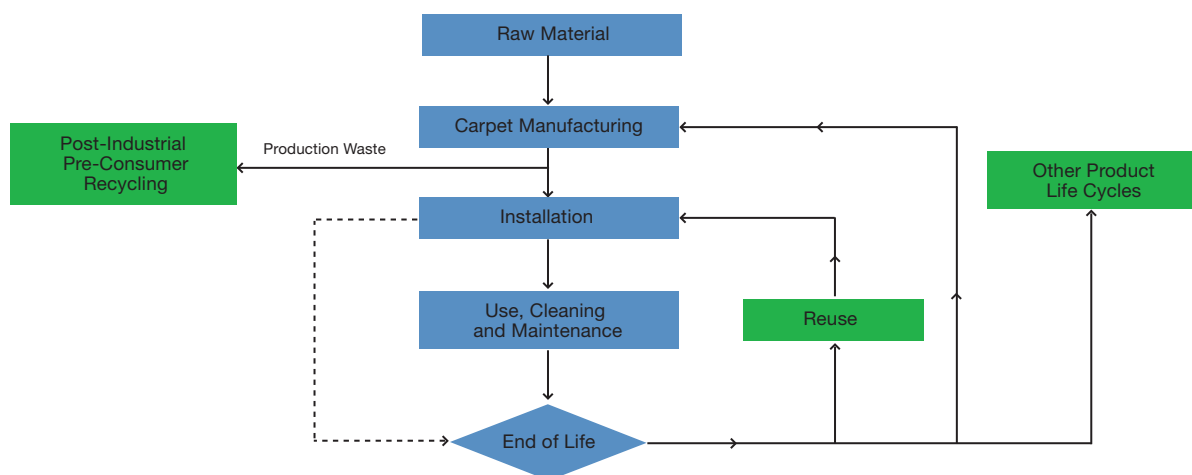 Raw Material
Carpet Manufacturing
Post-Industrial
Pre-Consumer
Recycling
Production Waste
Other Product
Life Cycles
Installation
Use, Cleaning
and Maintenance
Reuse
End of Life